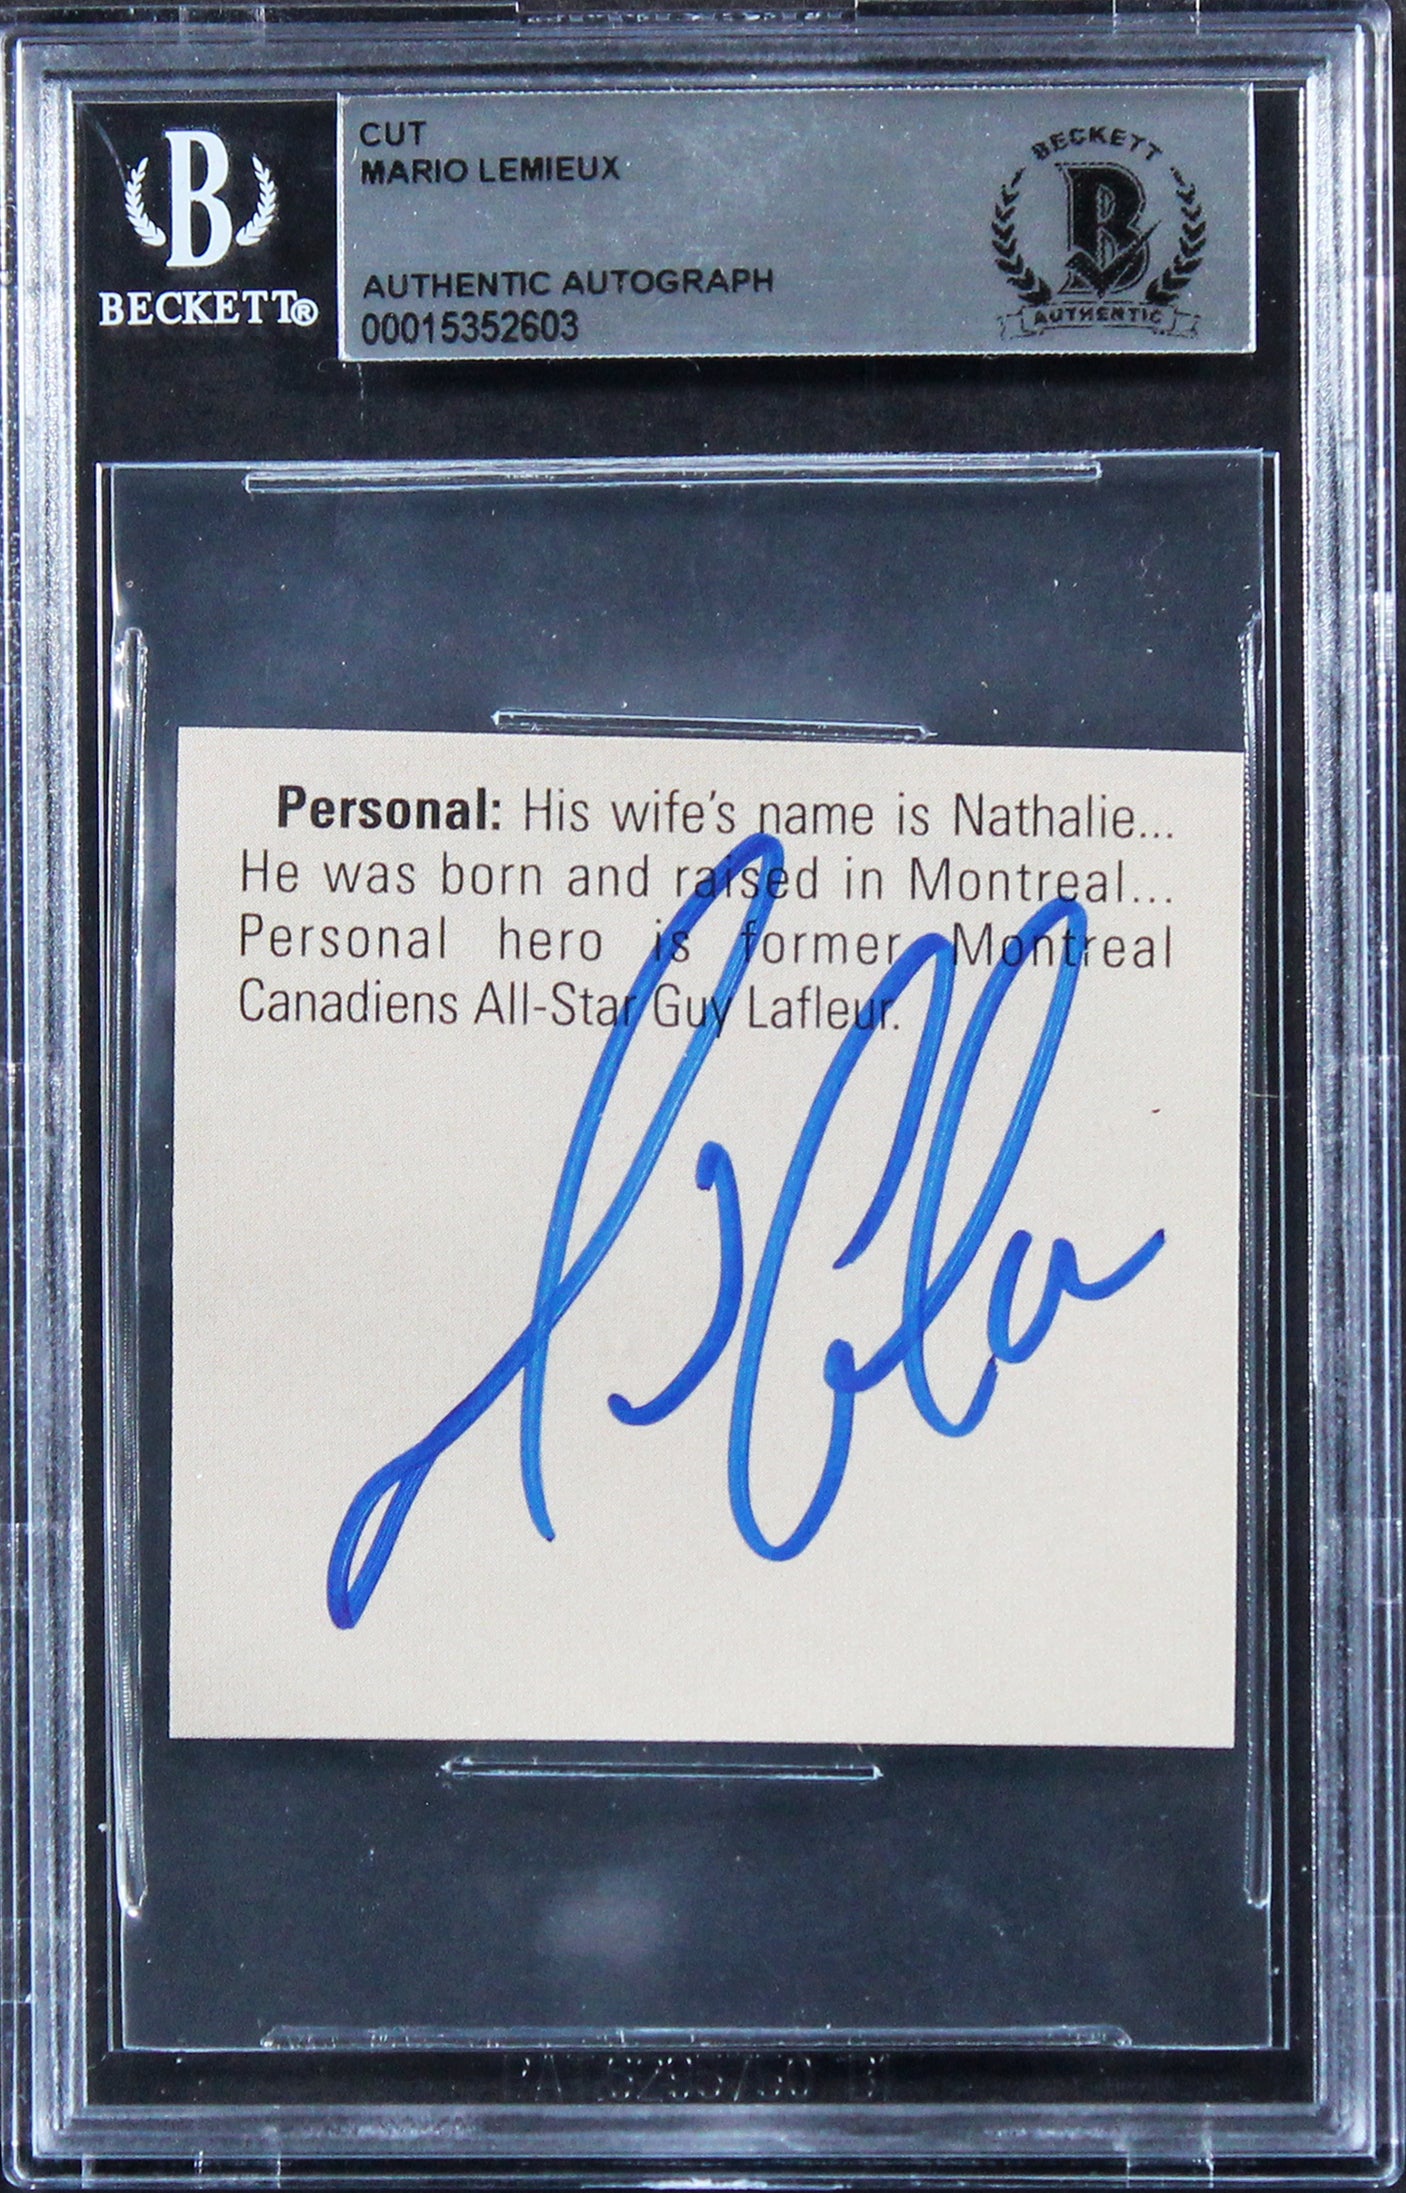 B
BECKETT®
CUT
MARIO LEMIEUX
AUTHENTIC AUTOGRAPH
00015352603
BECKETT
B
AUTHENTIC
Personal: His wife's name is Nathalie...
He was born and raised in Montreal...
Personal hero is former Montreal
Canadiens All-Star Guy Lafleur.